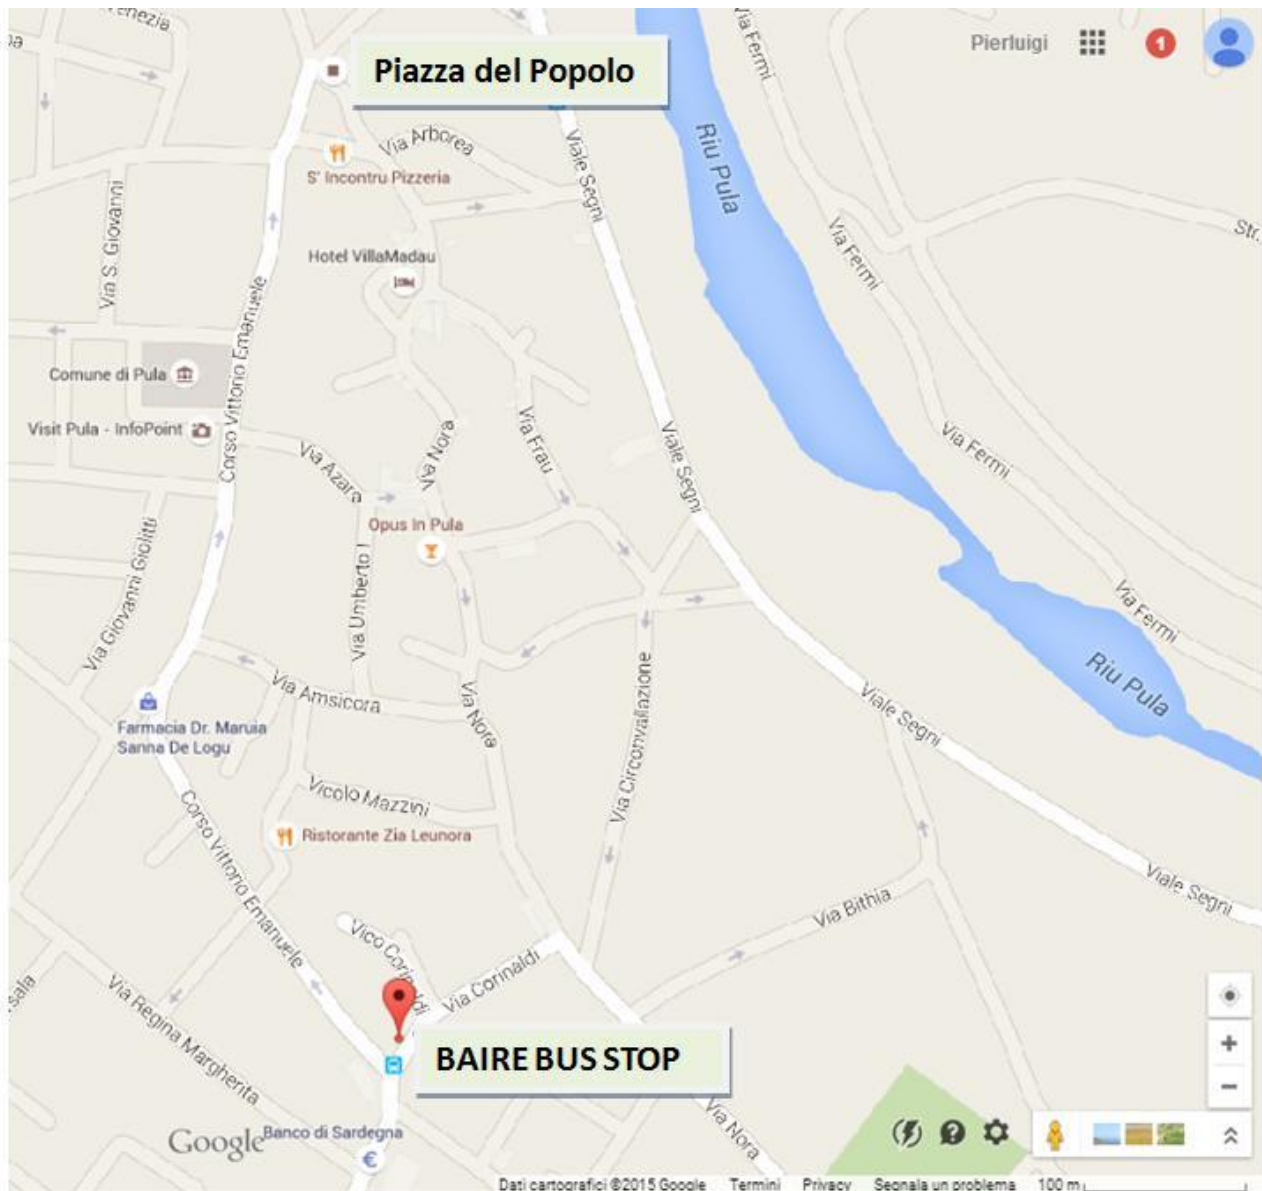 enezia
Pierluigi
1
Piazza del Popolo
Via Fermi
Riu Pula
Viale Segni
Via Arborea
S' Incontru Pizzeria
Via S. Giovanni
Str.
Via Fermi
Hotel VillaMadau
Corso Vittorio Emanuele
Comune di Pula
Visit Pula - InfoPoint
Via Azara
Via Nora
Via Frau
Viale Segni
Via Fermi
Opus In Pula
Via Giovanni Giolitti
Via Umberto I
Via Fermi
Riu Pula
Via Amsicora
Via Nora
Via Circonvallazione
Viale Segni
Farmacia Dr. Maruia
Sanna De Logu
Vicolo Mazzini
Corso Vittorio Emanuele
Ristorante Zia Leunora
Viale Segni
Via Bithia
Vico Corinaldi
Via Corinaldi
sala
Via Regina Margherita
BAIRE BUS STOP
Via Nora
Google
Banco di Sardegna
€
Dati cartografici ©2015 Google Termini Privacy Segnala un problema 100 m